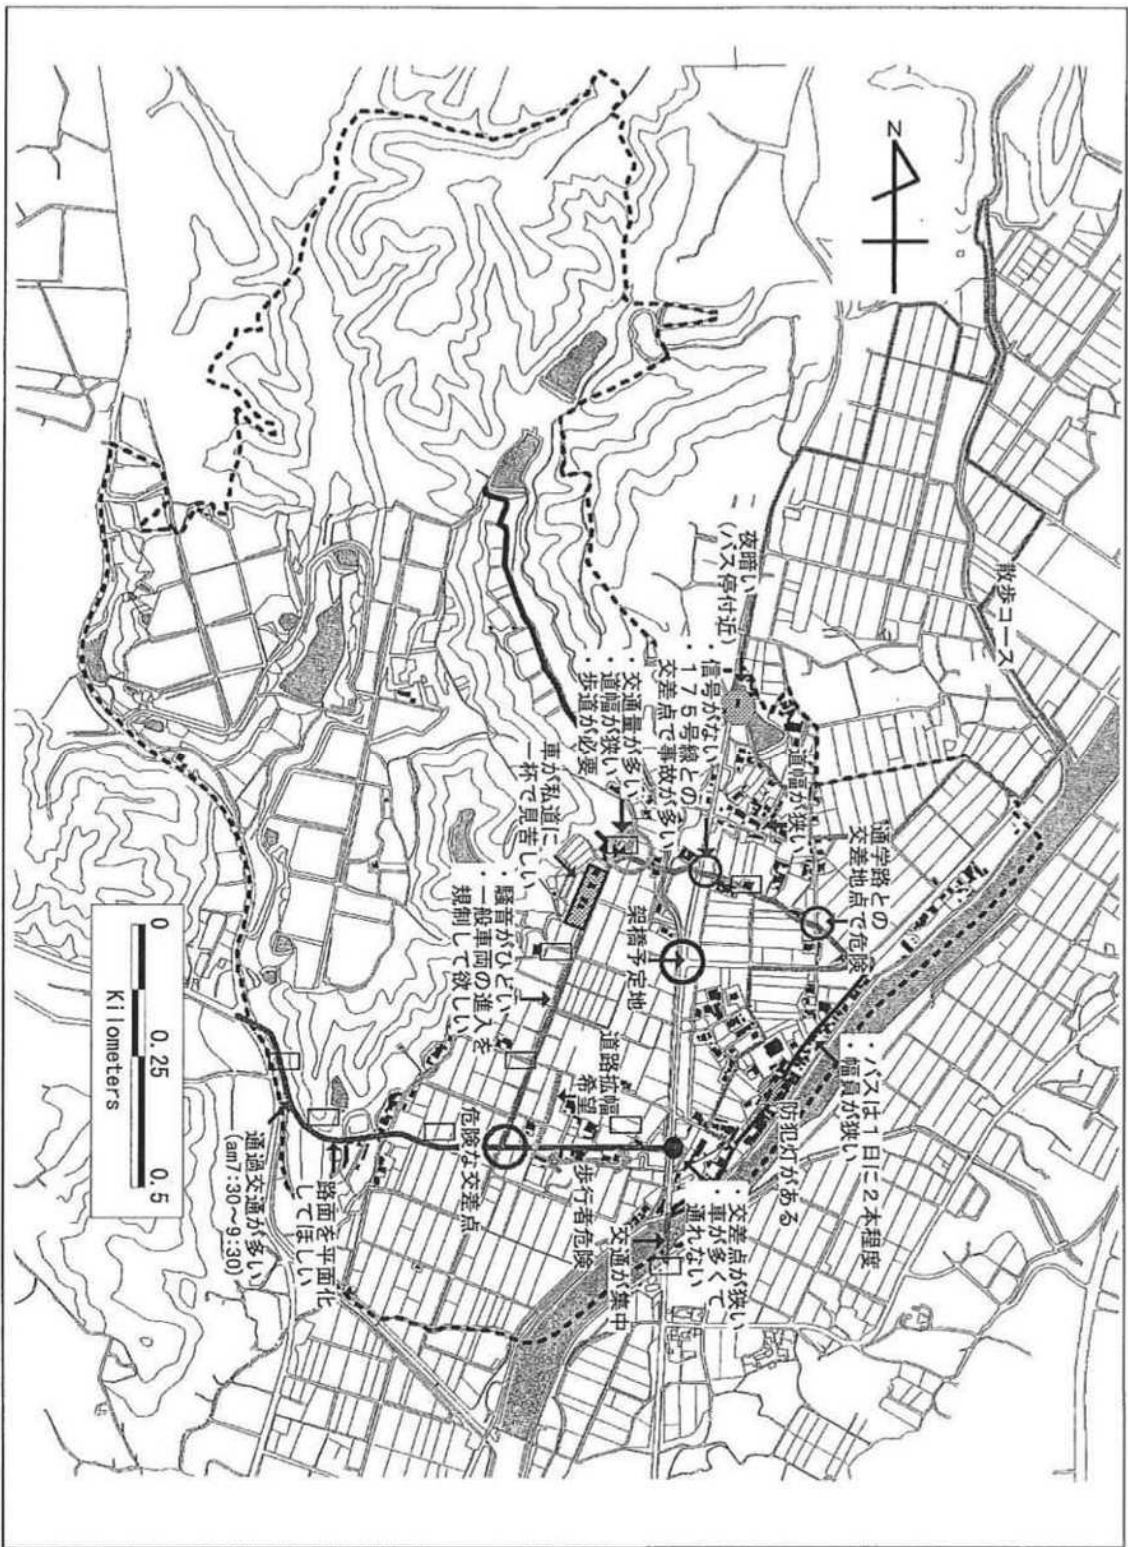 N
散歩コース
夜暗い
(バス停付近)
・信号がない
・175号線との
交差点で事故が多い
・交通量が多い
・道幅が狭い
・歩道が必要
車が私道に
一杯で見苦しい
・騒音がひどい
・一般車両の進入を
規制して欲しい
道幅が狭い
通学路との
交差地点で危険
架橋予定地
・バスは1日に2本程度
・幅員が狭い
防犯灯がある
道路拡幅
希望
・交差点が狭い
・車が多くて
通れない
交通が集中
歩行者危険
危険な交差点
路面を平面化
してほしい
通過交通が多い
(am7:30~9:30)
0 0.25 0.5
Kilometers